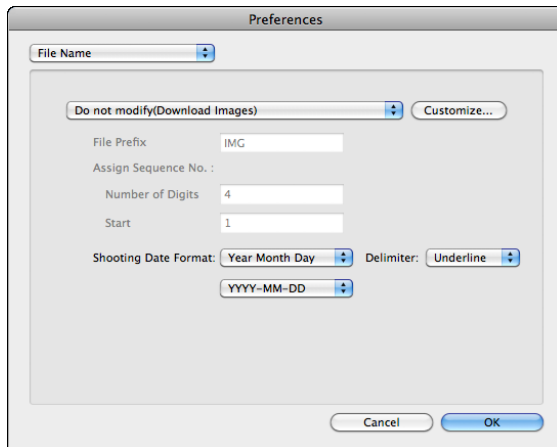 Preferences
File Name
Do not modify(Download Images) Customize...
File Prefix IMG
Assign Sequence No. :
Number of Digits 4
Start 1
Shooting Date Format: Year Month Day Delimiter: Underline
YYYY-MM-DD
Cancel OK